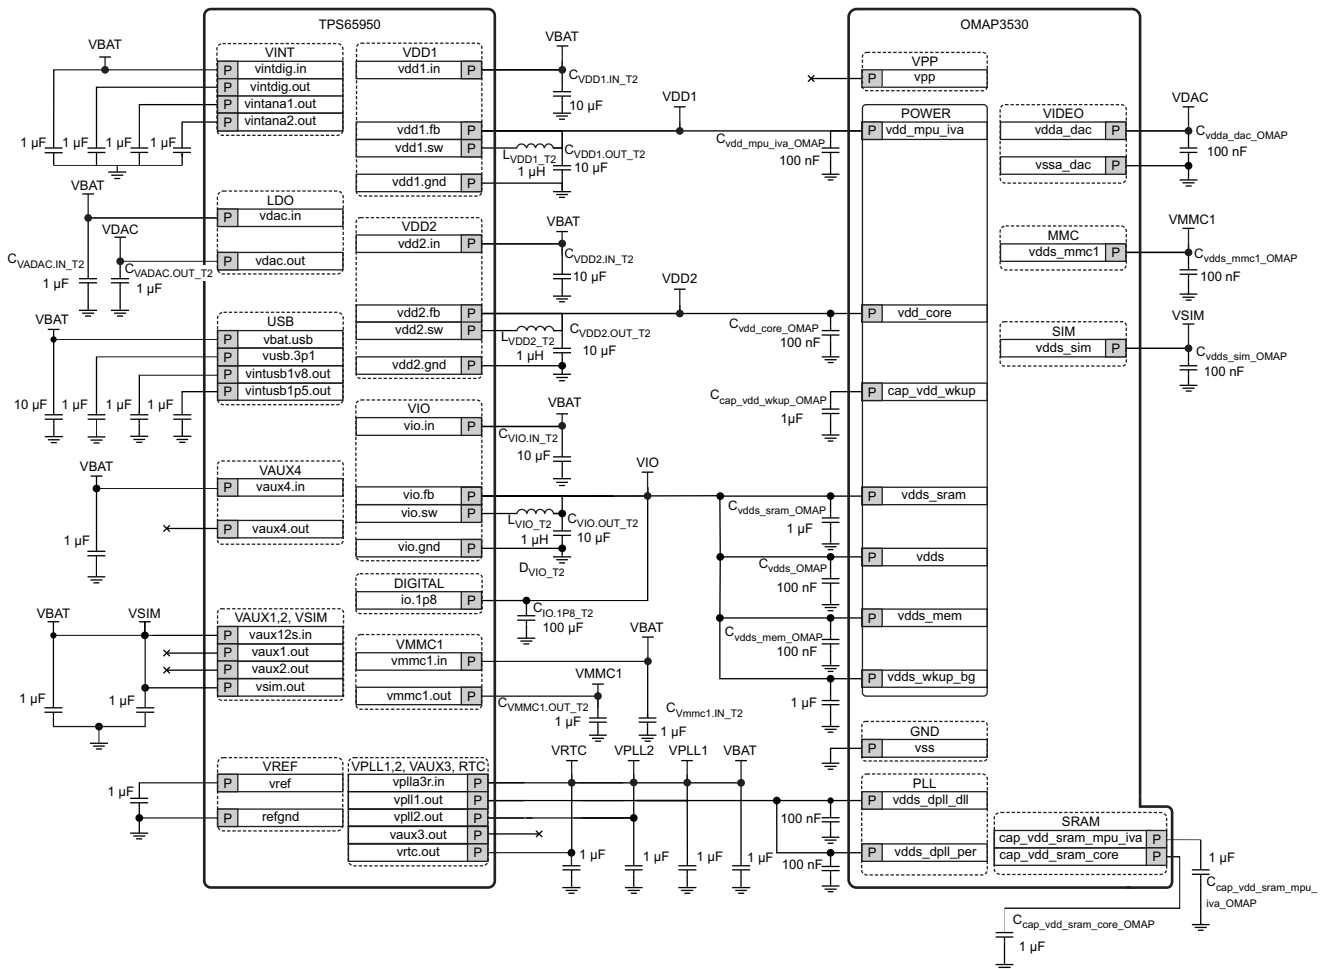 TPS65950
OMAP3530
VBAT
VINT
P vintdig.in
P vintdig.out
P vintana1.out
P vintana2.out
1 µF 1 µF 1 µF 1 µF
VDD1
vdd1.in P
vdd1.fb P
vdd1.sw P
vdd1.gnd P
VBAT
CVDD1.IN_T2
10 µF
LVDD1_T2
1 µH
CVDD1.OUT_T2
10 µF
VDD1
Cvdd_mpu_iva_OMAP
100 nF
VPP
P vpp
POWER
P vdd_mpu_iva
P vdd_core
P cap_vdd_wkup
P vdds_sram
P vdds
P vdds_mem
P vdds_wkup_bg
VIDEO
vdda_dac P
vssa_dac P
VDAC
Cvdda_dac_OMAP
100 nF
MMC
vdds_mmc1 P
VMMC1
Cvdds_mmc1_OMAP
100 nF
SIM
vdds_sim P
VSIM
Cvdds_sim_OMAP
100 nF
VBAT
LDO
P vdac.in
P vdac.out
VDAC
CVADAC.IN_T2
1 µF
CVADAC.OUT_T2
1 µF
VDD2
vdd2.in P
vdd2.fb P
vdd2.sw P
vdd2.gnd P
VBAT
CVDD2.IN_T2
10 µF
LVDD2_T2
1 µH
CVDD2.OUT_T2
10 µF
VDD2
Cvdd_core_OMAP
100 nF
Ccap_vdd_wkup_OMAP
1µF
VBAT
USB
P vbat.usb
P vusb.3p1
P vintusb1v8.out
P vintusb1p5.out
10 µF 1 µF 1 µF 1 µF
VIO
vio.in P
vio.fb P
vio.sw P
vio.gnd P
VBAT
CVIO.IN_T2
10 µF
LVIO_T2
1 µH
CVIO.OUT_T2
10 µF
DVIO_T2
VIO
Cvdds_sram_OMAP
1 µF
Cvdds_OMAP
100 nF
Cvdds_mem_OMAP
100 nF
1 µF
VBAT
VAUX4
P vaux4.in
P vaux4.out
1 µF
DIGITAL
io.1p8 P
CIO.1P8_T2
100 µF
VBAT
VSIM
VAUX1,2, VSIM
P vaux12s.in
P vaux1.out
P vaux2.out
P vsim.out
1 µF 1 µF
VMMC1
vmmc1.in P
vmmc1.out P
VBAT
VMMC1
CVMMC1.OUT_T2
1 µF
CVmmc1.IN_T2
1 µF
GND
P vss
VREF
P vref
P refgnd
1 µF
VPLL1,2, VAUX3, RTC
vplla3r.in P
vpll1.out P
vpll2.out P
vaux3.out P
vrtc.out P
VRTC VPLL2 VPLL1 VBAT
1 µF 1 µF 1 µF 1 µF
PLL
P vdds_dpll_dll
P vdds_dpll_per
100 nF
100 nF
SRAM
cap_vdd_sram_mpu_iva P
cap_vdd_sram_core P
1 µF
Ccap_vdd_sram_mpu_
iva_OMAP
Ccap_vdd_sram_core_OMAP
1 µF